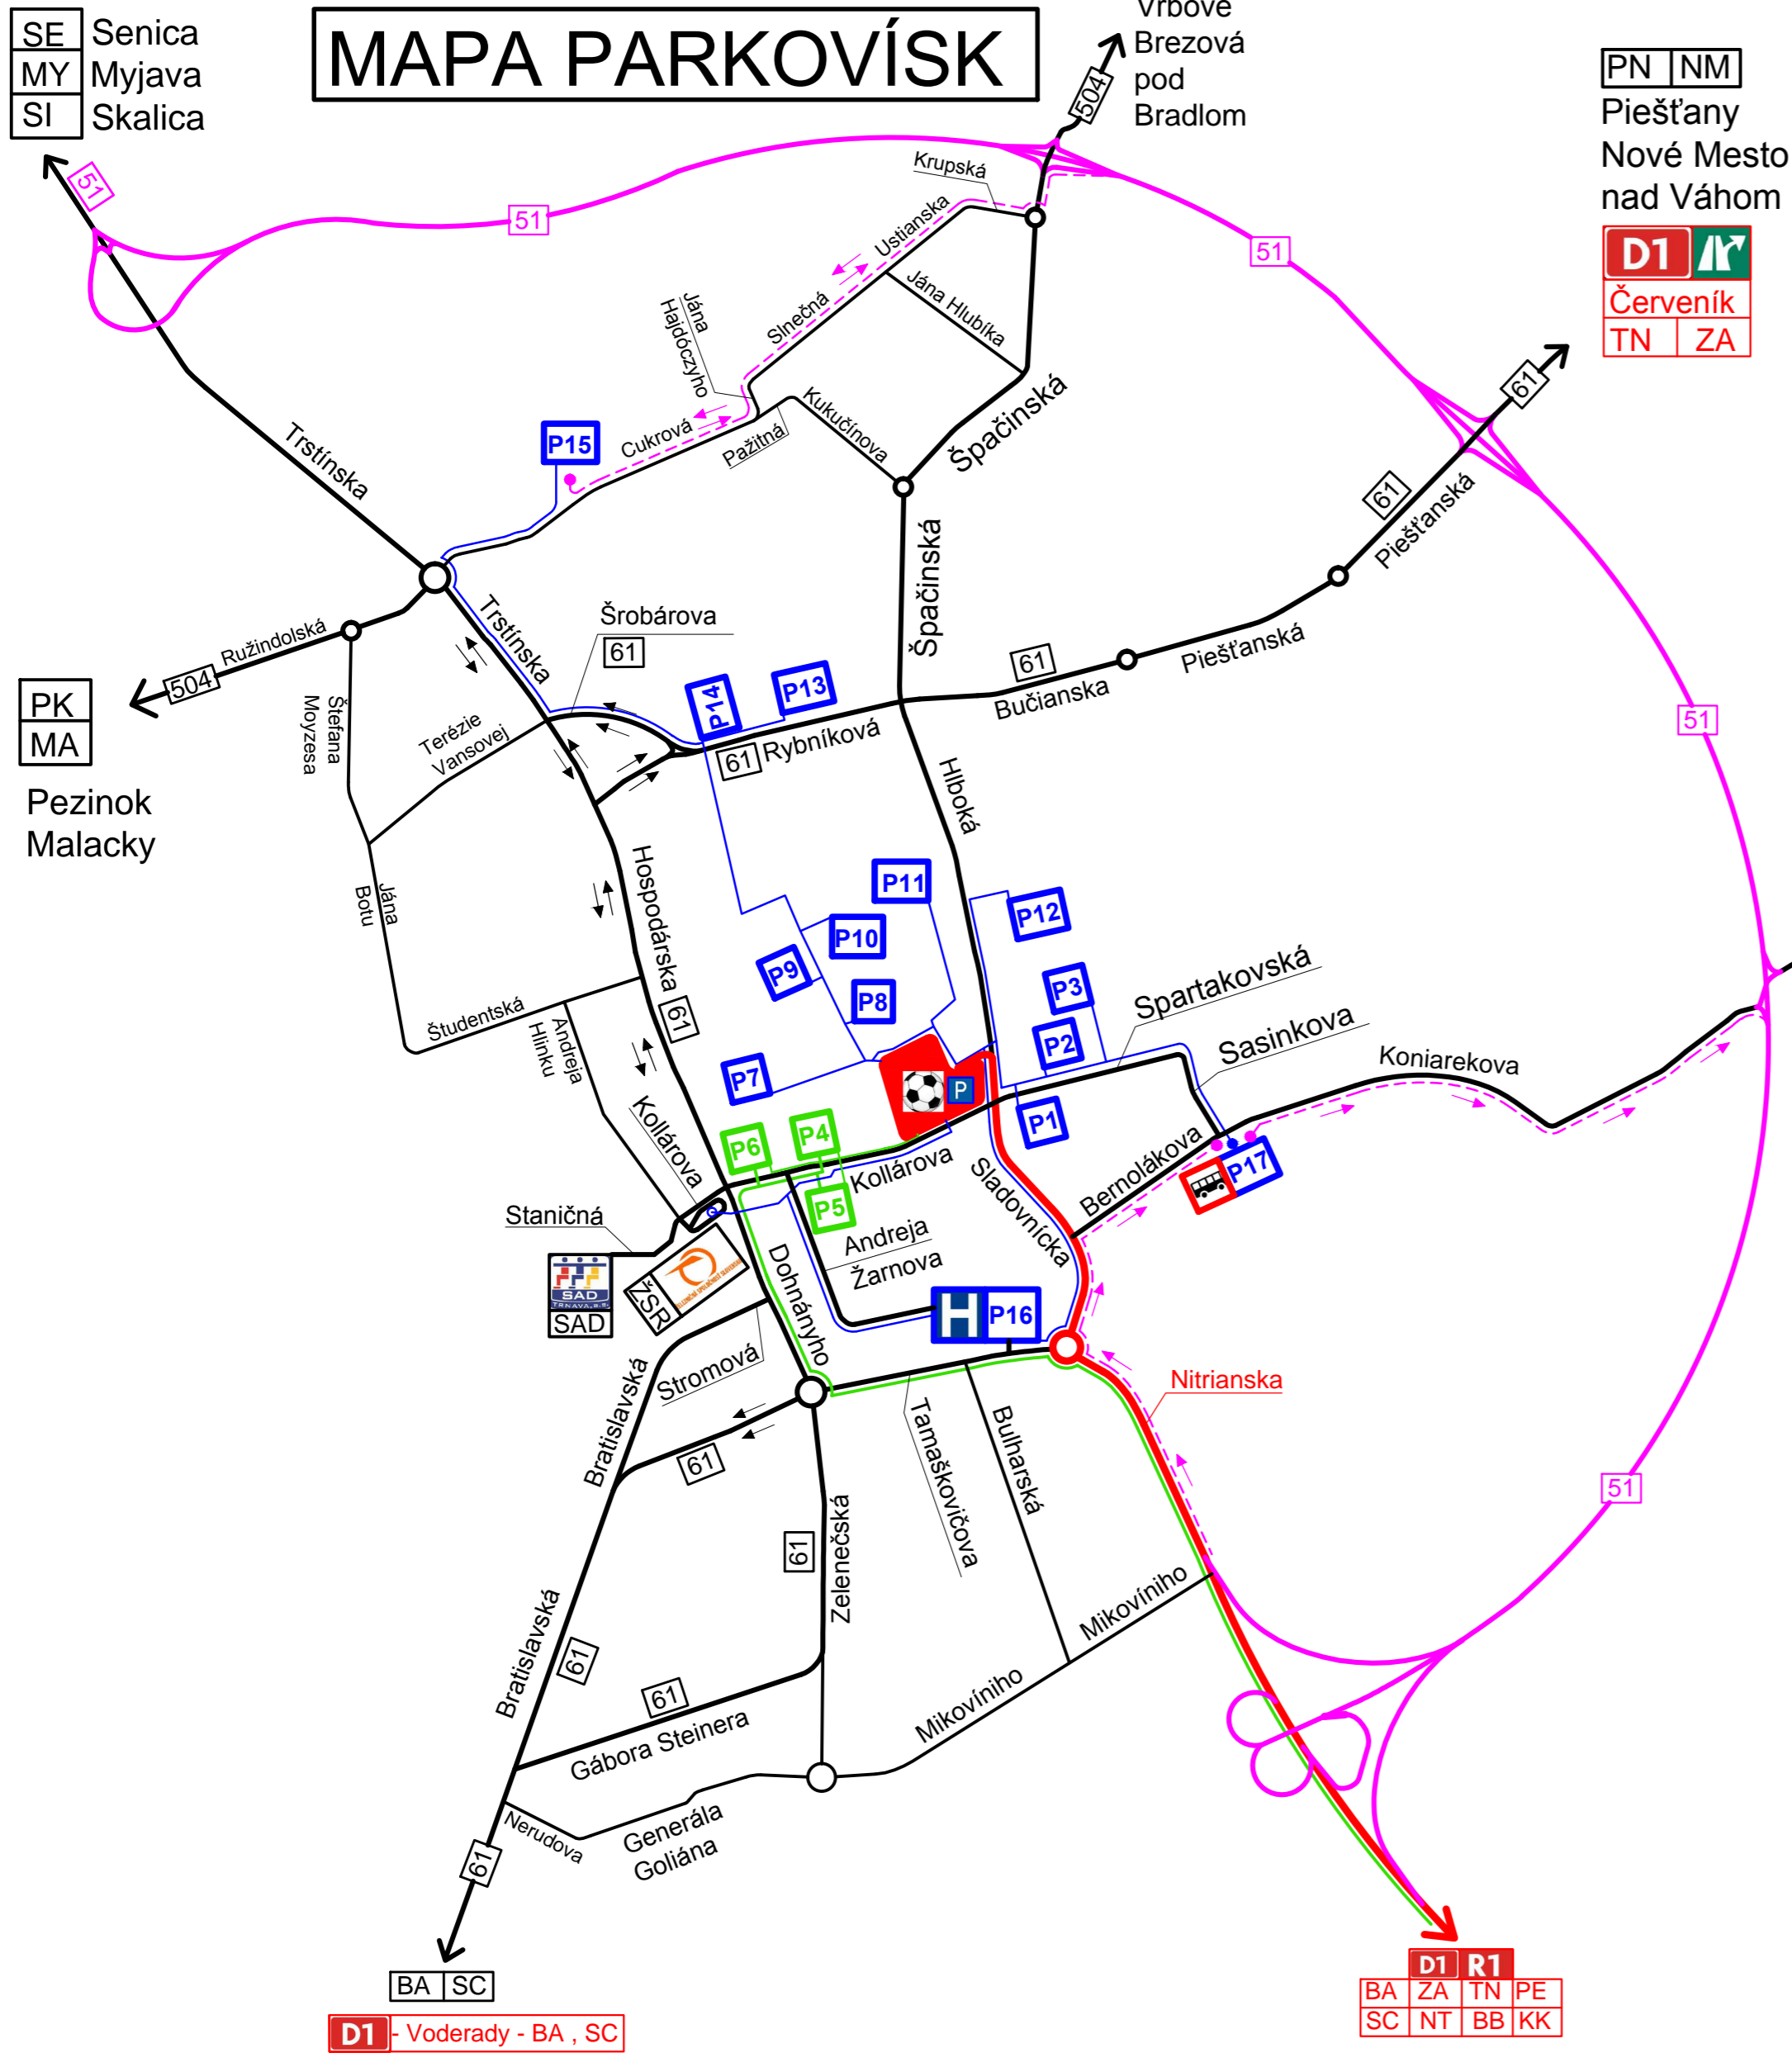 MAPA PARKOVÍSK
SE Senica
MY Myjava
SI Skalica
Vrbové
Brezová
pod
Bradlom
504
PN NM
Piešťany
Nové Mesto
nad Váhom
D1
Červeník
TN ZA
51
51
51
51
51
Krupská
Ustianska
Slnečná
Jána Hlubíka
Jána
Hajdóczyho
Cukrová
Pažitná
Kukučínova
Špačinská
Špačinská
61
61
Piešťanská
Trstínska
P15
Trstínska
Šrobárova
61
Ružindolská
504
PK
MA
Pezinok
Malacky
Štefana
Moyzesa
Terézie
Vansovej
P14
P13
61
Rybníková
61
Bučianska
Piešťanská
Hlboká
Jána
Botu
Hospodárska
61
Študentská
Andreja
Hlinku
P11
P10
P9
P8
P12
P3
P2
P1
P7
P
Spartakovská
Sasinkova
Koniarekova
Kollárova
P6
P4
P5
Kollárova
Bernolákova
P17
Sladovnícka
Staničná
SAD
TRNAVA, a.s.
SAD
ŽSR
Andreja
Žarnova
Dohnányho
H P16
Stromová
Nitrianska
Bratislavská
61
Tamaškovičova
Bulharská
Zelenečská
61
Mikovíniho
Mikovíniho
Bratislavská
61
61
Gábora Steinera
Nerudova
Generála
Goliána
61
BA SC
D1 - Voderady - BA , SC
D1 R1
BA ZA TN PE
SC NT BB KK